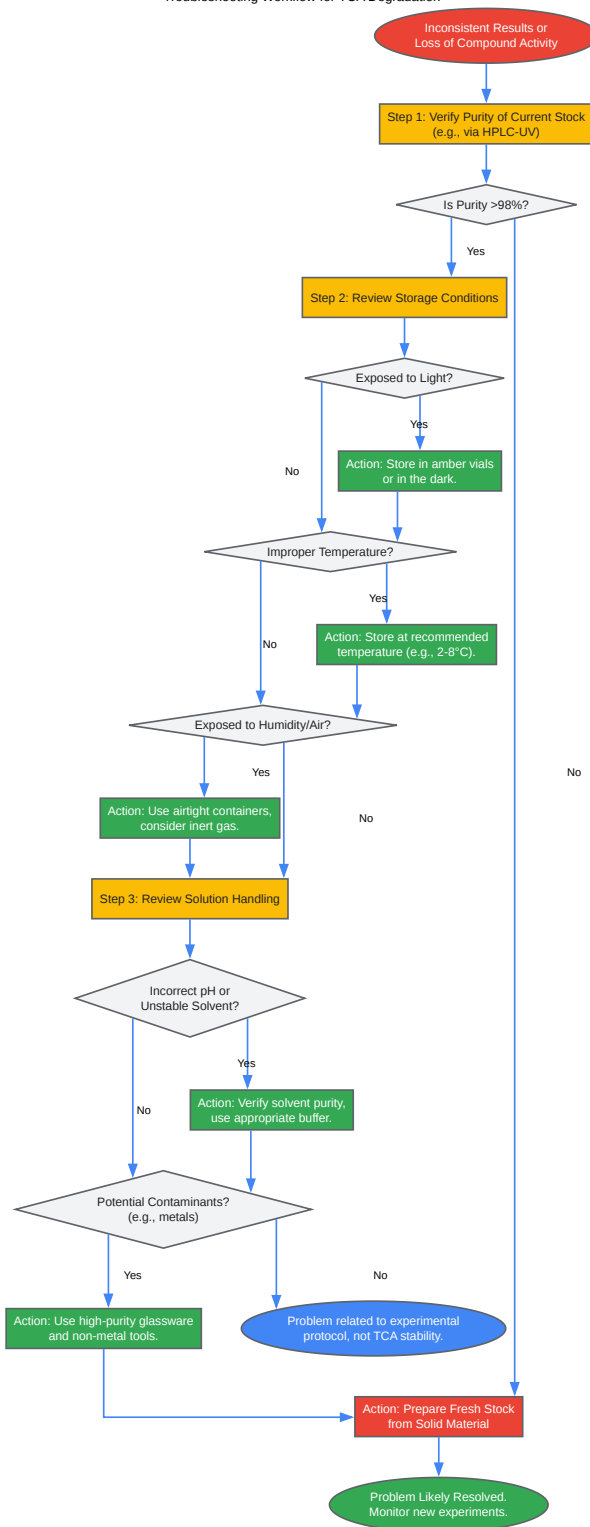 Troubleshooting Workflow for TCA Degradation
Inconsistent Results or
Loss of Compound Activity
Step 1: Verify Purity of Current Stock
(e.g., via HPLC-UV)
Is Purity >98%?
Yes
Step 2: Review Storage Conditions
Exposed to Light?
Yes
Action: Store in amber vials
or in the dark.
No
Improper Temperature?
Yes
Action: Store at recommended
temperature (e.g., 2-8°C).
No
Exposed to Humidity/Air?
Yes
No
Action: Use airtight containers,
consider inert gas.
No
Step 3: Review Solution Handling
Incorrect pH or
Unstable Solvent?
Yes
Action: Verify solvent purity,
use appropriate buffer.
No
Potential Contaminants?
(e.g., metals)
Yes
No
Action: Use high-purity glassware
and non-metal tools.
Problem related to experimental
protocol, not TCA stability.
Action: Prepare Fresh Stock
from Solid Material
Problem Likely Resolved.
Monitor new experiments.